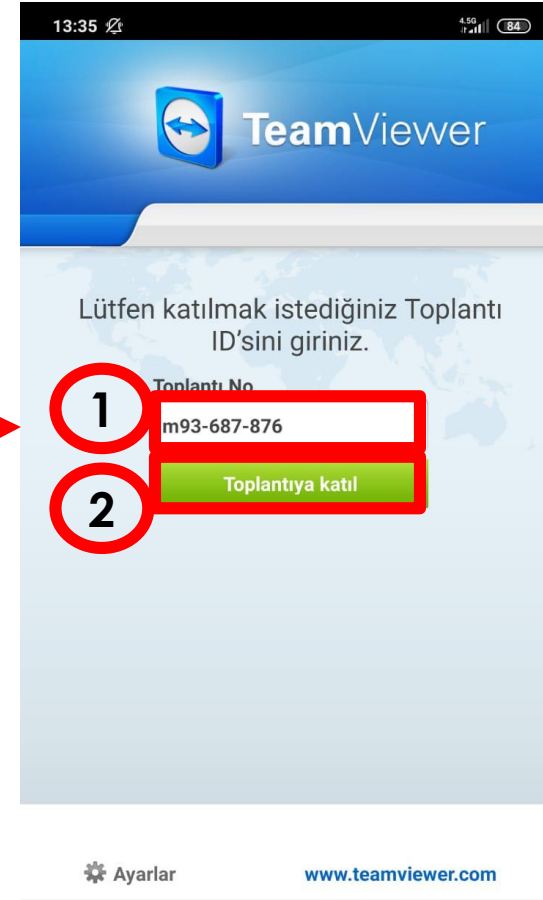 13:35
4.5G
84
TeamViewer
Lütfen katılmak istediğiniz Toplantı
ID'sini giriniz.
Toplantı No
1
m93-687-876
Toplantıya katıl
2
Ayarlar
www.teamviewer.com